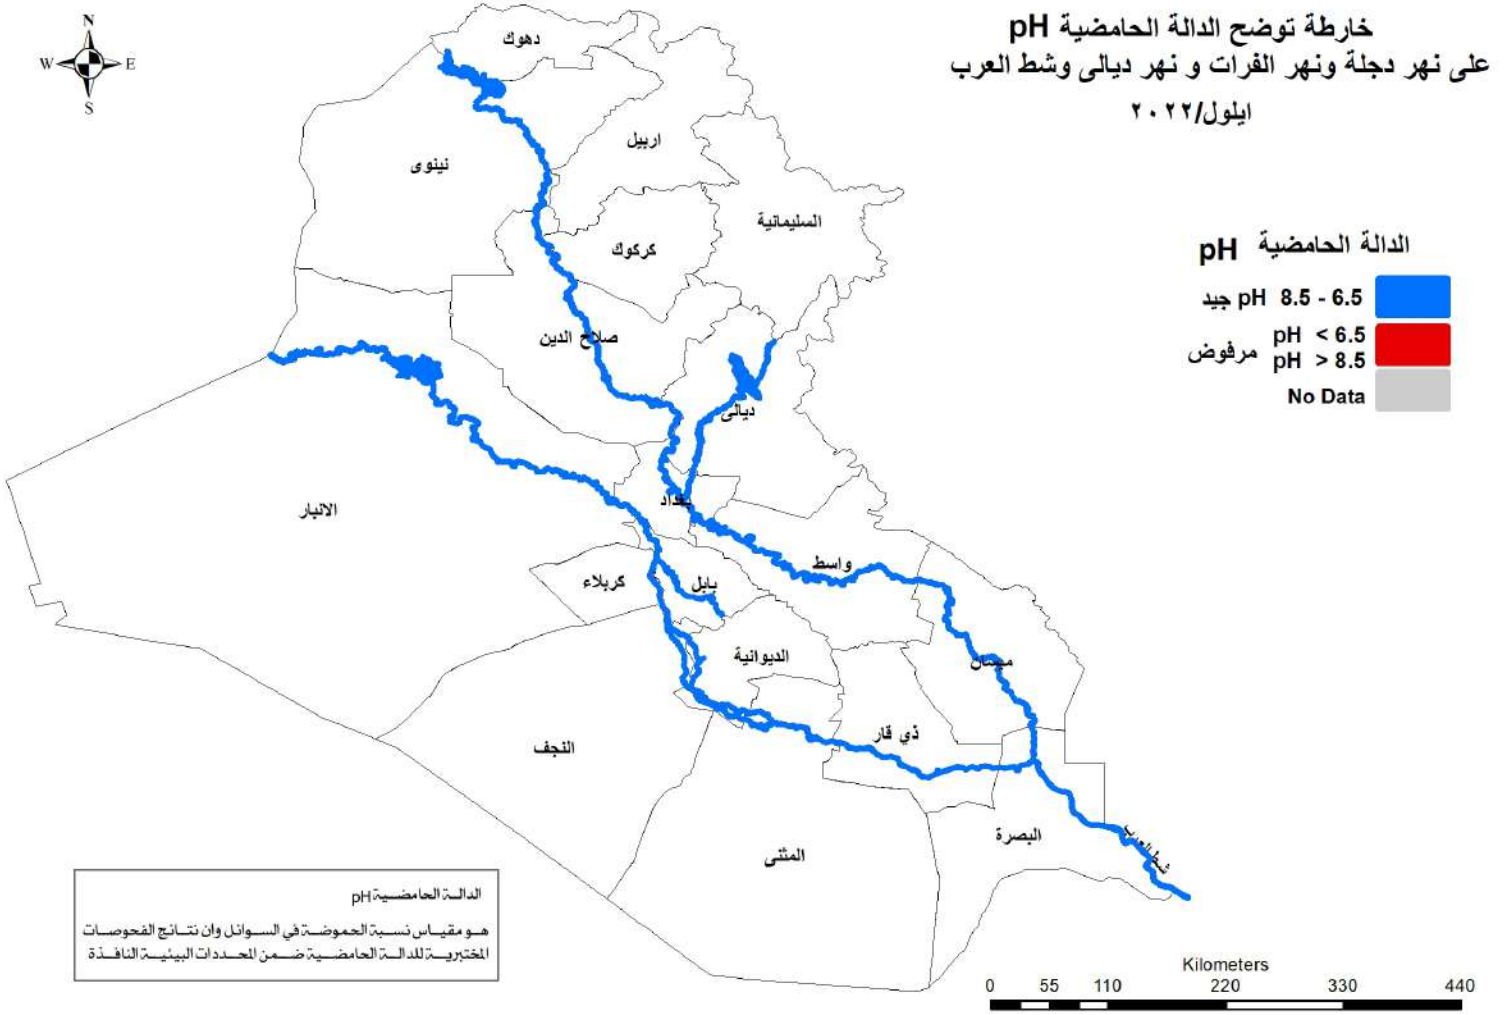 خارطة توضح الدالة الحامضية pH
على نهر دجلة ونهر الفرات و نهر ديالى وشط العرب
ايلول/٢٠٢٢
N
W
E
S
دهوك
نينوى
اربيل
السليمانية
كركوك
صلاح الدين
ديالى
الانبار
بغداد
واسط
كربلاء
بابل
الديوانية
ميسان
ذي قار
النجف
المثنى
البصرة
شط العرب
الدالة الحامضية pH
جيد pH 8.5 - 6.5
pH < 6.5
مرفوض
pH > 8.5
No Data
الدالة الحامضية pH
هو مقياس نسبة الحموضة في السوائل وان نتائج الفحوصات
المختبرية للدالة الحامضية ضمن المحددات البيئية النافذة
Kilometers
0 55 110 220 330 440